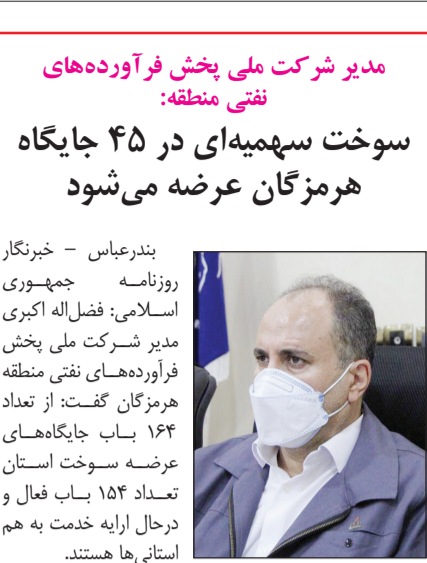 مدیر شرکت ملی پخش فرآورده‌های
نفتی منطقه:
سوخت سهمیه‌ای در ۴۵ جایگاه
هرمزگان عرضه می‌شود
بندرعباس – خبرنگار
روزنامه جمهوری
اسلامی: فضل‌اله اکبری
مدیر شرکت ملی پخش
فرآورده‌های نفتی منطقه
هرمزگان گفت: از تعداد
۱۶۴ باب جایگاه‌های
عرضه سوخت استان
تعداد ۱۵۴ باب فعال و
درحال ارایه خدمت به هم
استانی‌ها هستند.